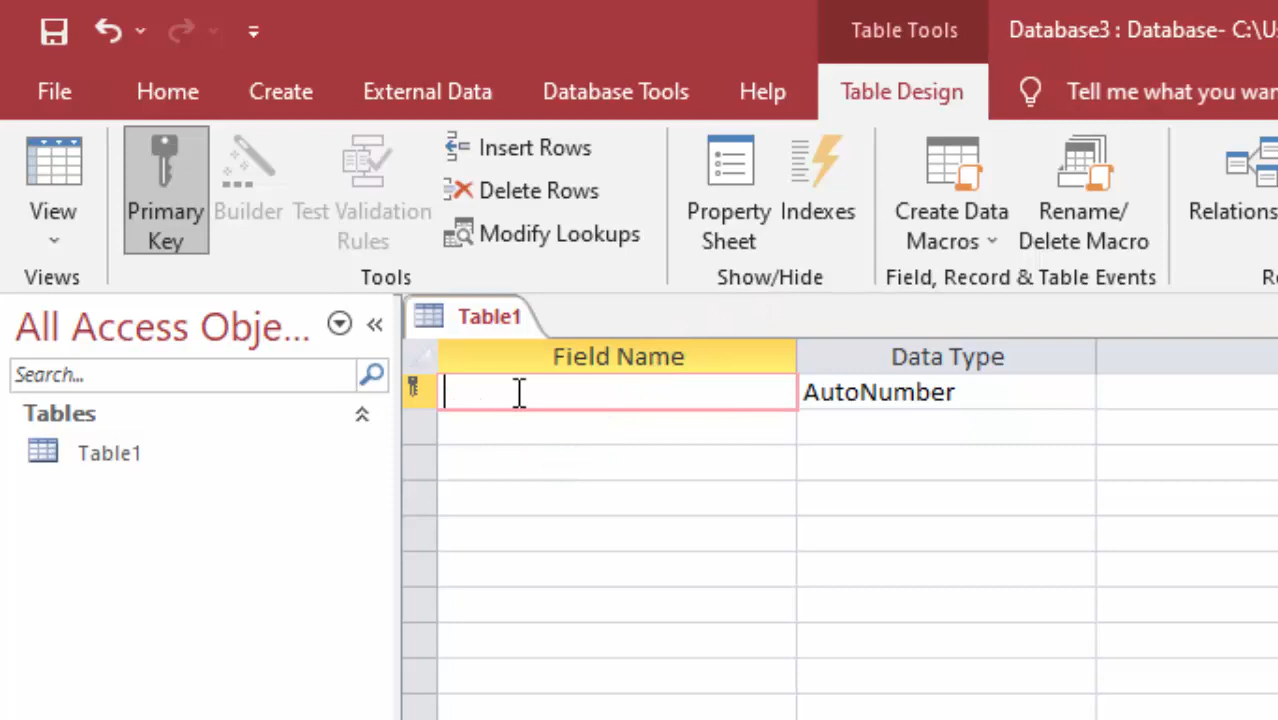 Table Tools
Database3 : Database- C:\U
File Home Create External Data Database Tools Help Table Design Tell me what you wan
View
Primary Key
Builder
Test Validation Rules
Insert Rows
Delete Rows
Modify Lookups
Property Sheet
Indexes
Create Data Macros
Rename/ Delete Macro
Relations
Views Tools Show/Hide Field, Record & Table Events Re
All Access Obje...
Search...
Tables
Table1
Table1
Field Name Data Type
AutoNumber